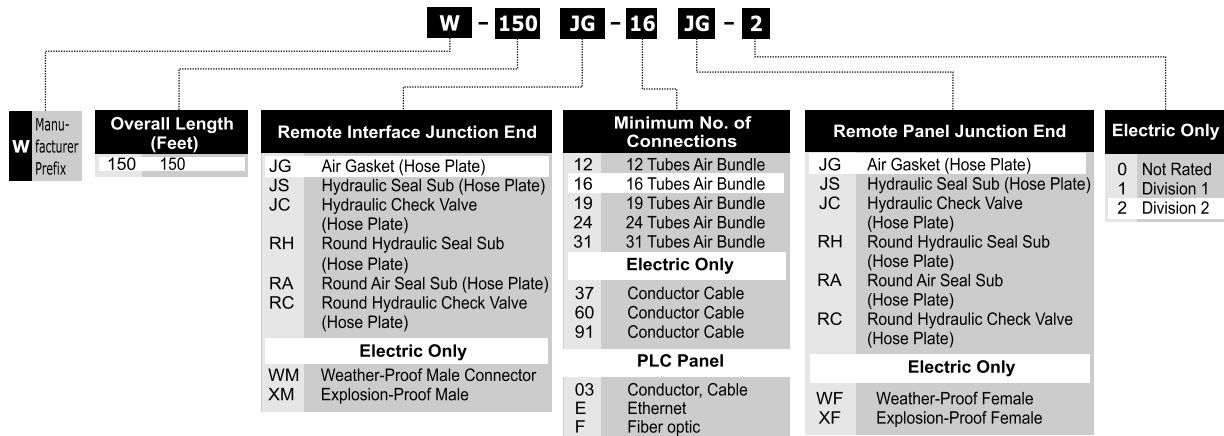 W - 150 JG - 16 JG - 2
W
Manu-
facturer
Prefix
Overall Length
(Feet)
150 150
Remote Interface Junction End
JG Air Gasket (Hose Plate)
JS Hydraulic Seal Sub (Hose Plate)
JC Hydraulic Check Valve
(Hose Plate)
RH Round Hydraulic Seal Sub
(Hose Plate)
RA Round Air Seal Sub (Hose Plate)
RC Round Hydraulic Check Valve
(Hose Plate)
Electric Only
WM Weather-Proof Male Connector
XM Explosion-Proof Male
Minimum No. of
Connections
12 12 Tubes Air Bundle
16 16 Tubes Air Bundle
19 19 Tubes Air Bundle
24 24 Tubes Air Bundle
31 31 Tubes Air Bundle
Electric Only
37 Conductor Cable
60 Conductor Cable
91 Conductor Cable
PLC Panel
03 Conductor, Cable
E Ethernet
F Fiber optic
Remote Panel Junction End
JG Air Gasket (Hose Plate)
JS Hydraulic Seal Sub (Hose Plate)
JC Hydraulic Check Valve
(Hose Plate)
RH Round Hydraulic Seal Sub
(Hose Plate)
RA Round Air Seal Sub
(Hose Plate)
RC Round Hydraulic Check Valve
(Hose Plate)
Electric Only
WF Weather-Proof Female
XF Explosion-Proof Female
Electric Only
0 Not Rated
1 Division 1
2 Division 2